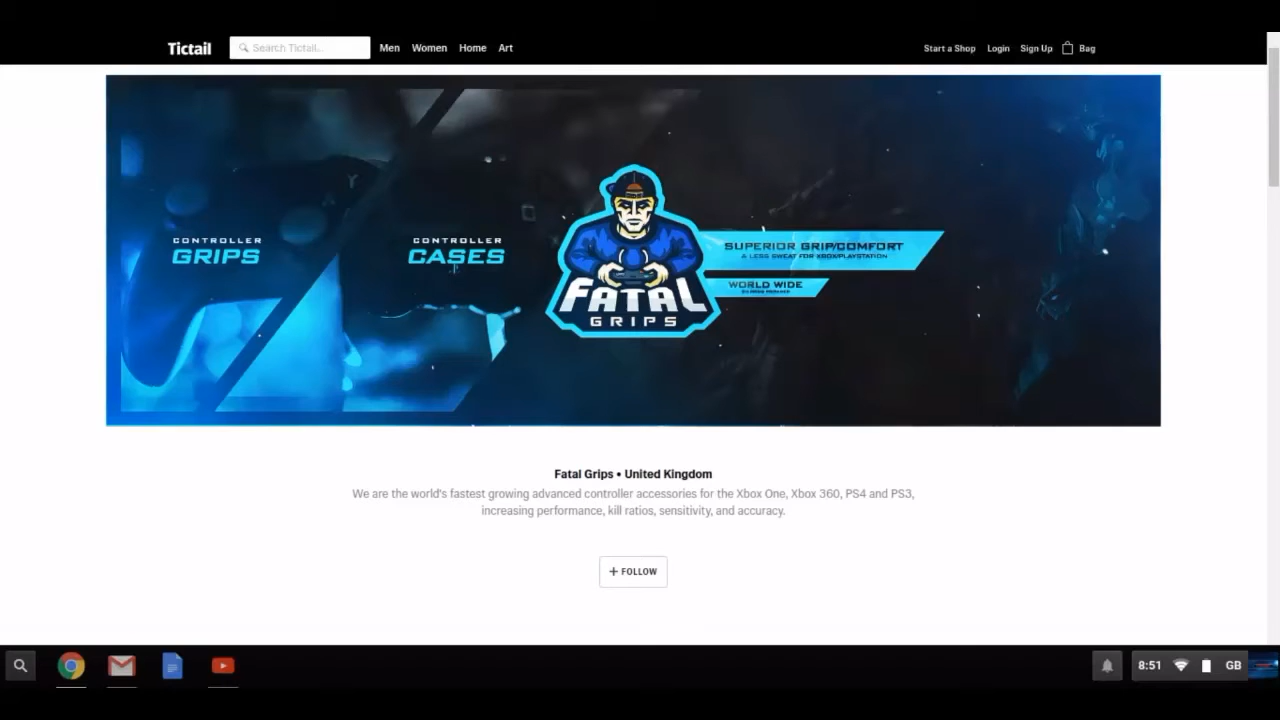 Tictail
Search Tictail...
Men
Women
Home
Art
Start a Shop
Login
Sign Up
Bag
CONTROLLER
GRIPS
CONTROLLER
CASES
FATAL
GRIPS
SUPERIOR GRIP/COMFORT
& LESS SWEAT FOR XBOX/PLAYSTATION
WORLD WIDE
Fatal Grips • United Kingdom
We are the world's fastest growing advanced controller accessories for the Xbox One, Xbox 360, PS4 and PS3,
increasing performance, kill ratios, sensitivity, and accuracy.
+ FOLLOW
8:51
GB